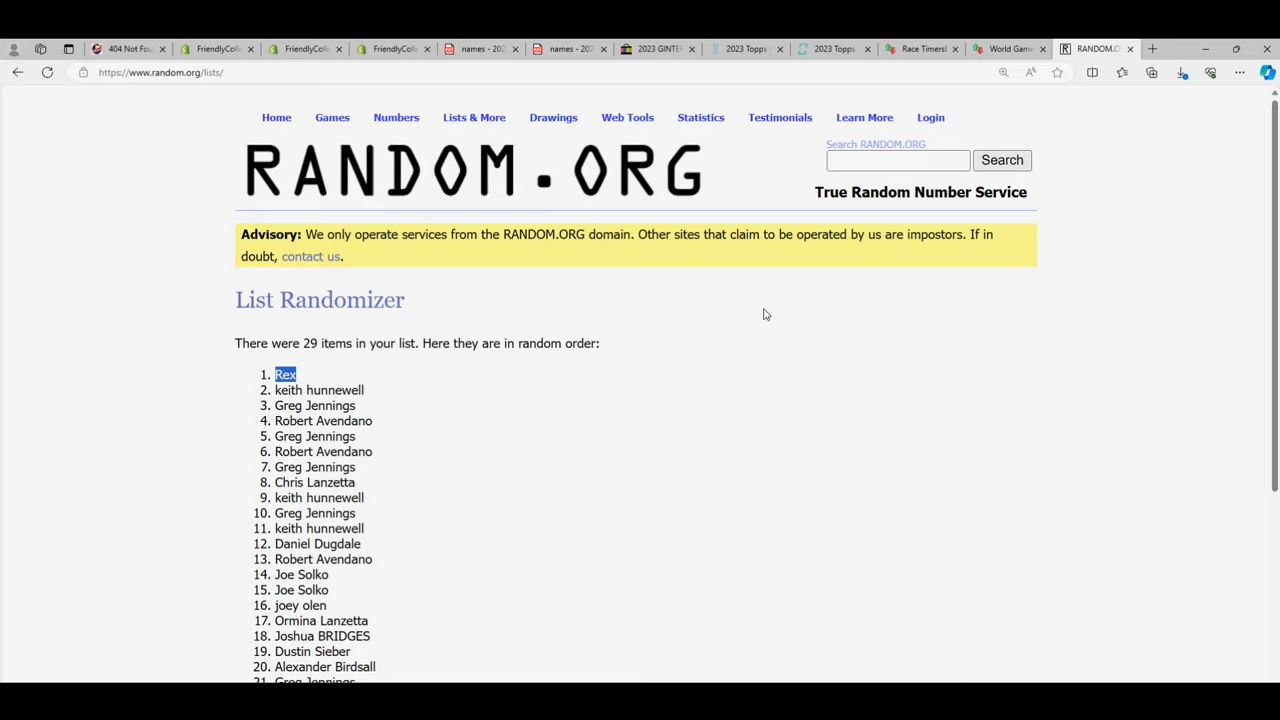 404 Not Fou
FriendlyColle
FriendlyColle
FriendlyColle
names - 202
names - 202
2023 GINTER
2023 Topps
2023 Topps
Race Timers!
World Game
RANDOM.O
https://www.random.org/lists/
Home Games Numbers Lists & More Drawings Web Tools Statistics Testimonials Learn More Login
RANDOM.ORG
Search RANDOM.ORG
Search
True Random Number Service
Advisory: We only operate services from the RANDOM.ORG domain. Other sites that claim to be operated by us are impostors. If in
doubt, contact us.
List Randomizer
There were 29 items in your list. Here they are in random order:
1. Rex
2. keith hunnewell
3. Greg Jennings
4. Robert Avendano
5. Greg Jennings
6. Robert Avendano
7. Greg Jennings
8. Chris Lanzetta
9. keith hunnewell
10. Greg Jennings
11. keith hunnewell
12. Daniel Dugdale
13. Robert Avendano
14. Joe Solko
15. Joe Solko
16. joey olen
17. Ormina Lanzetta
18. Joshua BRIDGES
19. Dustin Sieber
20. Alexander Birdsall
21. Greg Jennings